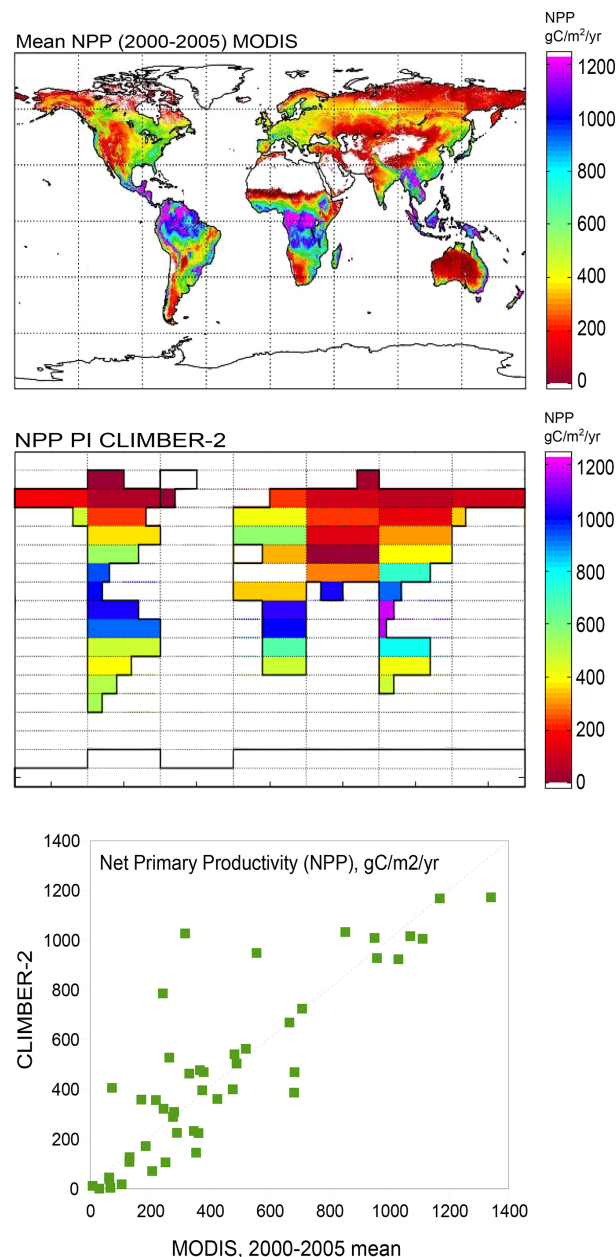 NPP
gC/m²/yr
Mean NPP (2000-2005) MODIS
1200
1000
800
600
400
200
0
NPP
gC/m²/yr
NPP PI CLIMBER-2
1200
1000
800
600
400
200
0
1400
Net Primary Productivity (NPP), gC/m2/yr
1200
1000
800
600
400
200
0
CLIMBER-2
0 200 400 600 800 1000 1200 1400
MODIS, 2000-2005 mean